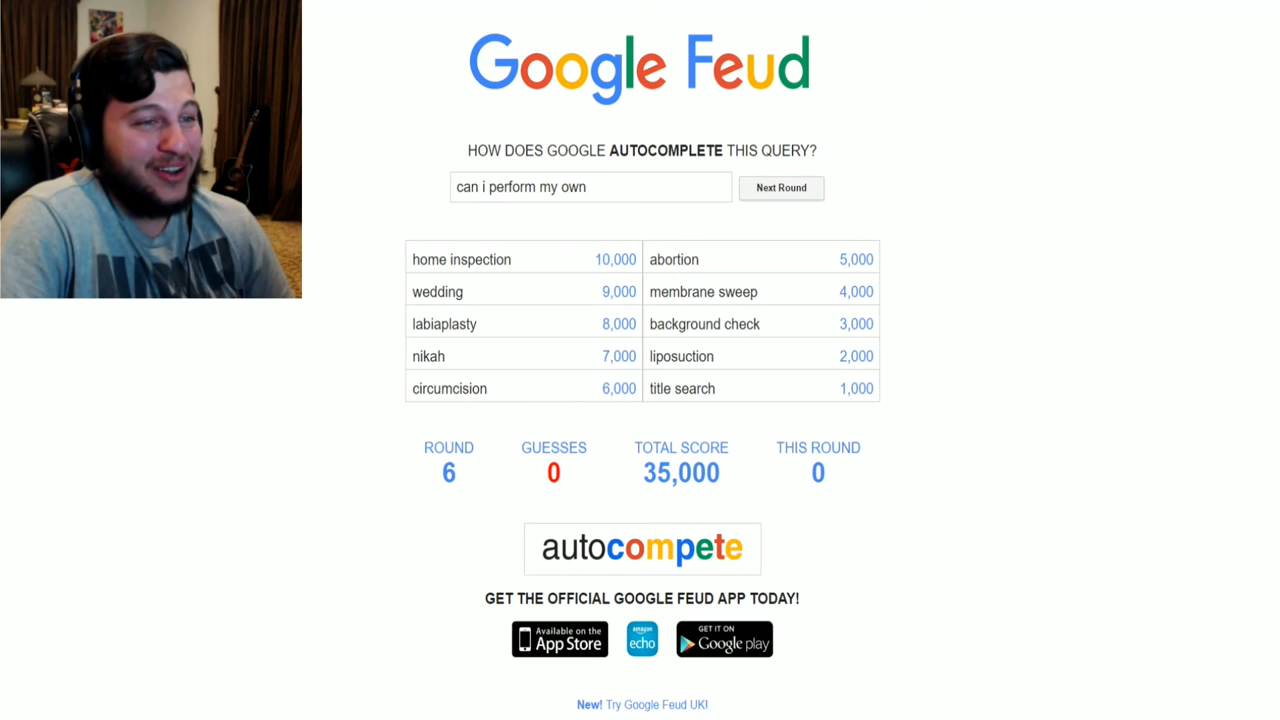 Google Feud
HOW DOES GOOGLE AUTOCOMPLETE THIS QUERY?
can i perform my own
Next Round
home inspection 10,000 abortion 5,000
wedding 9,000 membrane sweep 4,000
labiaplasty 8,000 background check 3,000
nikah 7,000 liposuction 2,000
circumcision 6,000 title search 1,000
ROUND GUESSES TOTAL SCORE THIS ROUND
6 0 35,000 0
autocompete
GET THE OFFICIAL GOOGLE FEUD APP TODAY!
Available on the App Store
amazon echo
GET IT ON Google play
New! Try Google Feud UK!